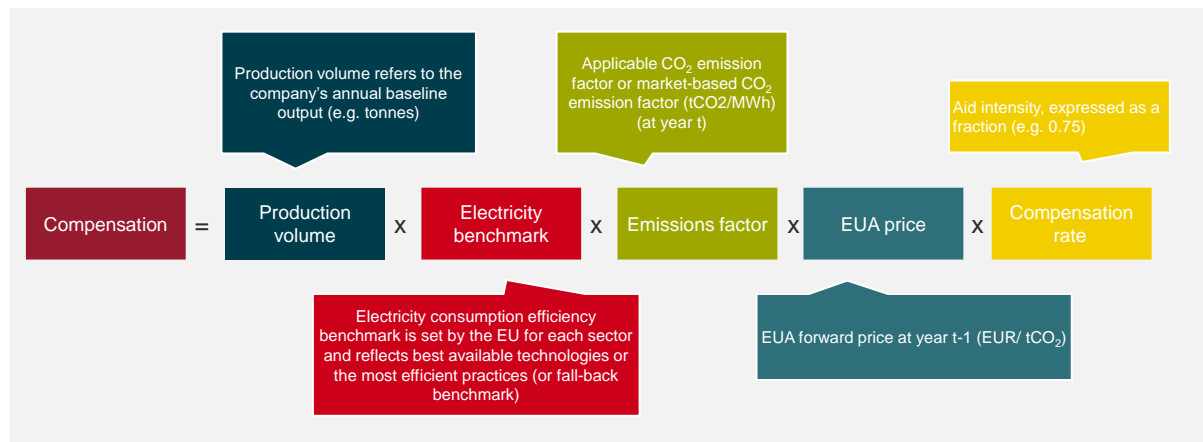 Production volume refers to the
company's annual baseline
output (e.g. tonnes)
Applicable CO₂ emission
factor or market-based CO₂
emission factor (tCO2/MWh)
(at year t)
Aid intensity, expressed as a
fraction (e.g. 0.75)
Compensation
=
Production
volume
x
Electricity
benchmark
x
Emissions factor
x
EUA price
x
Compensation
rate
Electricity consumption efficiency
benchmark is set by the EU for each sector
and reflects best available technologies or
the most efficient practices (or fall-back
benchmark)
EUA forward price at year t-1 (EUR/ tCO₂)